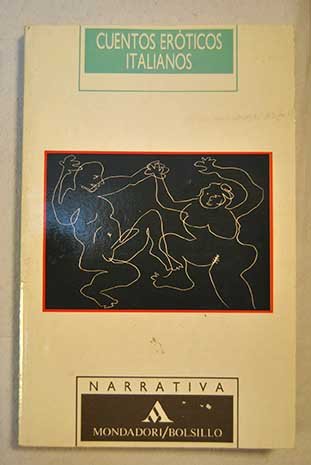 CUENTOS ERÓTICOS
ITALIANOS
NARRATIVA
MONDADORI/BOLSILLO